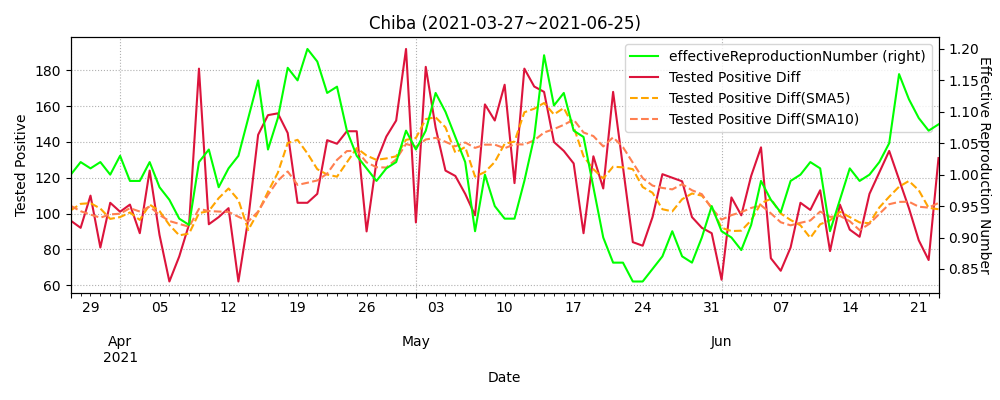 Chiba (2021-03-27~2021-06-25)
effectiveReproductionNumber (right)
Tested Positive Diff
Tested Positive Diff(SMA5)
Tested Positive Diff(SMA10)
Tested Positive
180
160
140
120
100
80
60
1.20
1.15
1.10
1.05
1.00
0.95
0.90
0.85
Effective Reproduction Number
29 05 12 19 26 03 10 17 24 31 07 14 21
Apr May Jun
2021
Date